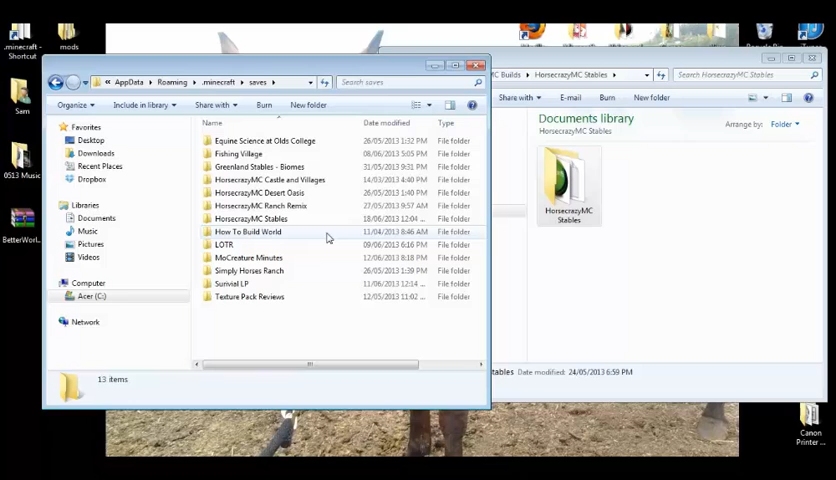 .minecraft - Shortcut
mods
Sam
0513 Music
BetterWorl...
Canon Printer ...
« AppData ▸ Roaming ▸ .minecraft ▸ saves ▸
Search saves
Organize Include in library Share with Burn New folder
Name Date modified Type
Favorites
Desktop
Downloads
Recent Places
Dropbox
Libraries
Documents
Music
Pictures
Videos
Computer
Acer (C:)
Network
Equine Science at Olds College 26/05/2013 1:32 PM File folder
Fishing Village 08/06/2013 5:05 PM File folder
Greenland Stables - Biomes 31/05/2013 9:31 PM File folder
HorsecrazyMC Castle and Villages 14/03/2013 4:40 PM File folder
HorsecrazyMC Desert Oasis 26/05/2013 1:40 PM File folder
HorsecrazyMC Ranch Remix 27/05/2013 9:57 AM File folder
HorsecrazyMC Stables 18/06/2013 12:04 ... File folder
How To Build World 11/04/2013 8:46 AM File folder
LOTR 09/06/2013 6:16 PM File folder
MoCreature Minutes 12/06/2013 8:18 PM File folder
Simply Horses Ranch 26/05/2013 1:39 PM File folder
Surivial LP 11/06/2013 12:14 ... File folder
Texture Pack Reviews 12/05/2013 11:02 ... File folder
13 items
MC Builds ▸ HorsecrazyMC Stables ▸
Search HorsecrazyMC Stables
Share with E-mail Burn New folder
Documents library
HorsecrazyMC Stables
Arrange by: Folder
HorsecrazyMC Stables
tables Date modified: 24/05/2013 6:59 PM